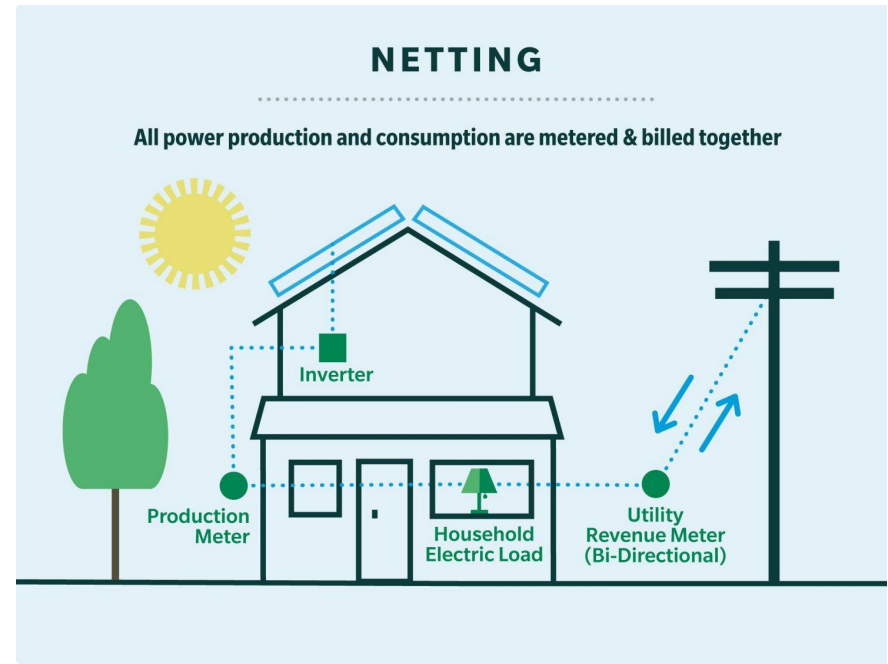 NETTING
All power production and consumption are metered & billed together
Inverter
Production
Meter
Household
Electric Load
Utility
Revenue Meter
(Bi-Directional)